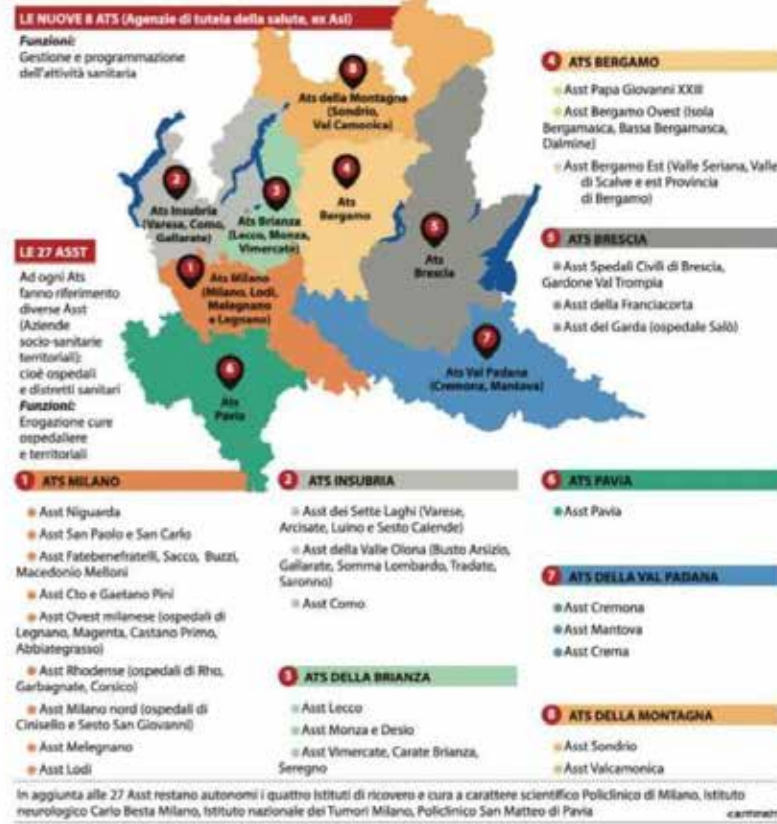 LE NUOVE 8 ATS (Agenzie di tutela della salute, ex Asl)
Funzioni:
Gestione e programmazione
dell'attività sanitaria
8
Ats della Montagna
(Sondrio,
Val Camonica)
2
Ats Insubria
(Varese, Como,
Gallarate)
3
Ats Brianza
(Lecco, Monza,
Vimercate)
4
Ats
Bergamo
5
Ats
Brescia
1
Ats Milano
(Milano, Lodi,
Melegnano
e Legnano)
6
Ats
Pavia
7
Ats Val Padana
(Cremona, Mantova)
LE 27 ASST
Ad ogni Ats
fanno riferimento
diverse Asst
(Aziende
socio-sanitarie
territoriali):
cioè ospedali
e distretti sanitari
Funzioni:
Erogazione cure
ospedaliere
e territoriali
4 ATS BERGAMO
Asst Papa Giovanni XXIII
Asst Bergamo Ovest (Isola
Bergamasca, Bassa Bergamasca,
Dalmine)
Asst Bergamo Est (Valle Seriana, Valle
di Scalve e est Provincia
di Bergamo)
5 ATS BRESCIA
Asst Spedali Civili di Brescia,
Gardone Val Trompia
Asst della Franciacorta
Asst del Garda (ospedale Salò)
1 ATS MILANO
Asst Niguarda
Asst San Paolo e San Carlo
Asst Fatebenefratelli, Sacco, Buzzi,
Macedonio Melloni
Asst Cto e Gaetano Pini
Asst Ovest milanese (ospedali di
Legnano, Magenta, Castano Primo,
Abbiategrasso)
Asst Rhodense (ospedali di Rho,
Garbagnate, Corsico)
Asst Milano nord (ospedali di
Cinisello e Sesto San Giovanni)
Asst Melegnano
Asst Lodi
2 ATS INSUBRIA
Asst dei Sette Laghi (Varese,
Arcisate, Luino e Sesto Calende)
Asst della Valle Olona (Busto Arsizio,
Gallarate, Somma Lombardo, Tradate,
Saronno)
Asst Como
3 ATS DELLA BRIANZA
Asst Lecco
Asst Monza e Desio
Asst Vimercate, Carate Brianza,
Seregno
6 ATS PAVIA
Asst Pavia
7 ATS DELLA VAL PADANA
Asst Cremona
Asst Mantova
Asst Crema
8 ATS DELLA MONTAGNA
Asst Sondrio
Asst Valcamonica
In aggiunta alle 27 Asst restano autonomi i quattro Istituti di ricovero e cura a carattere scientifico Policlinico di Milano, Istituto
neurologico Carlo Besta Milano, Istituto nazionale dei Tumori Milano, Policlinico San Matteo di Pavia